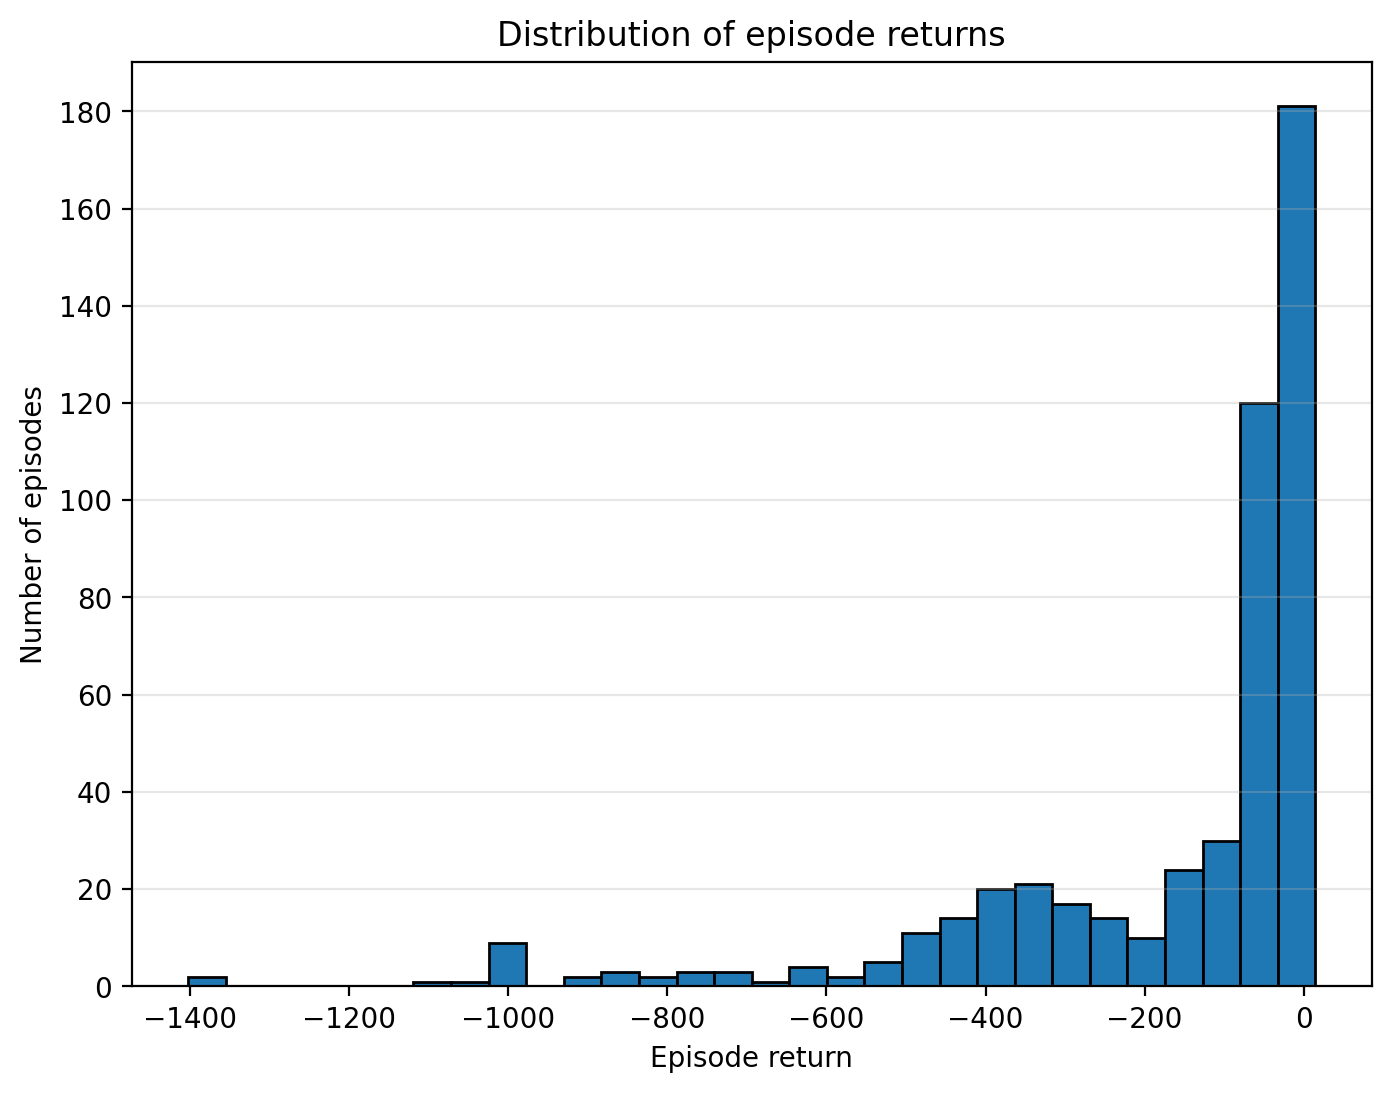 Distribution of episode returns
180
160
140
120
100
80
60
40
20
0
Number of episodes
−1400 −1200 −1000 −800 −600 −400 −200 0
Episode return